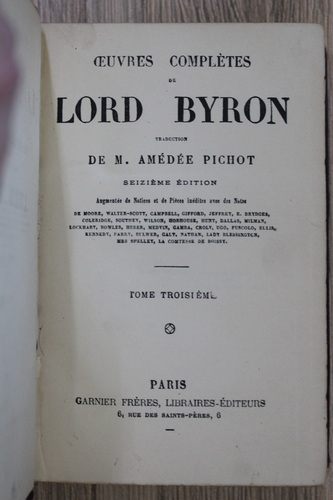 ŒUVRES COMPLÈTES
DE
LORD BYRON
TRADUCTION
DE M. AMÉDÉE PICHOT
SEIZIÈME ÉDITION
Augmentée de Notices et de Pièces inédites avec des Notes
DE MOORE, WALTER-SCOTT, CAMPBELL, GIFFORD, JEFFREY, E. BRYDGES,
COLERIDGE, SOUTHEY, WILSON, HOBHOUSE, HUNT, DALLAS, MILMAN,
LOCKHART, BOWLES, HEBER, MEDVIN, GAMBA, CROLY, UGO, FOSCOLO, ELLIS,
KENNEDY, PARRY, BULWER, GALT, NATHAN, LADY BLESSINGTON,
MRS SHELLEY, LA COMTESSE DE
TOME TROISIÈME
PARIS
GARNIER FRÈRES, LIBRAIRES-ÉDITEURS
6, RUE DES SAINTS-PÈRES, 6